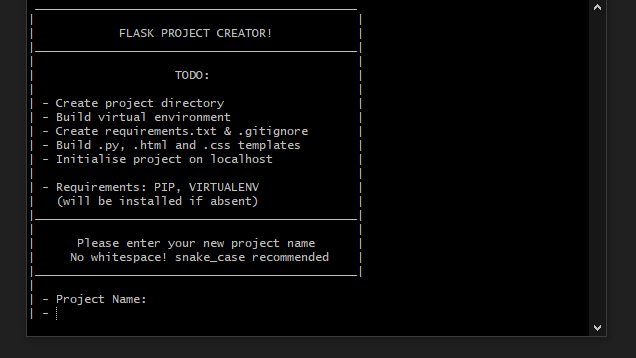 FLASK PROJECT CREATOR!
TODO:
- Create project directory
- Build virtual environment
- Create requirements.txt & .gitignore
- Build .py, .html and .css templates
- Initialise project on localhost
- Requirements: PIP, VIRTUALENV
(will be installed if absent)
Please enter your new project name
No whitespace! snake_case recommended
- Project Name:
-